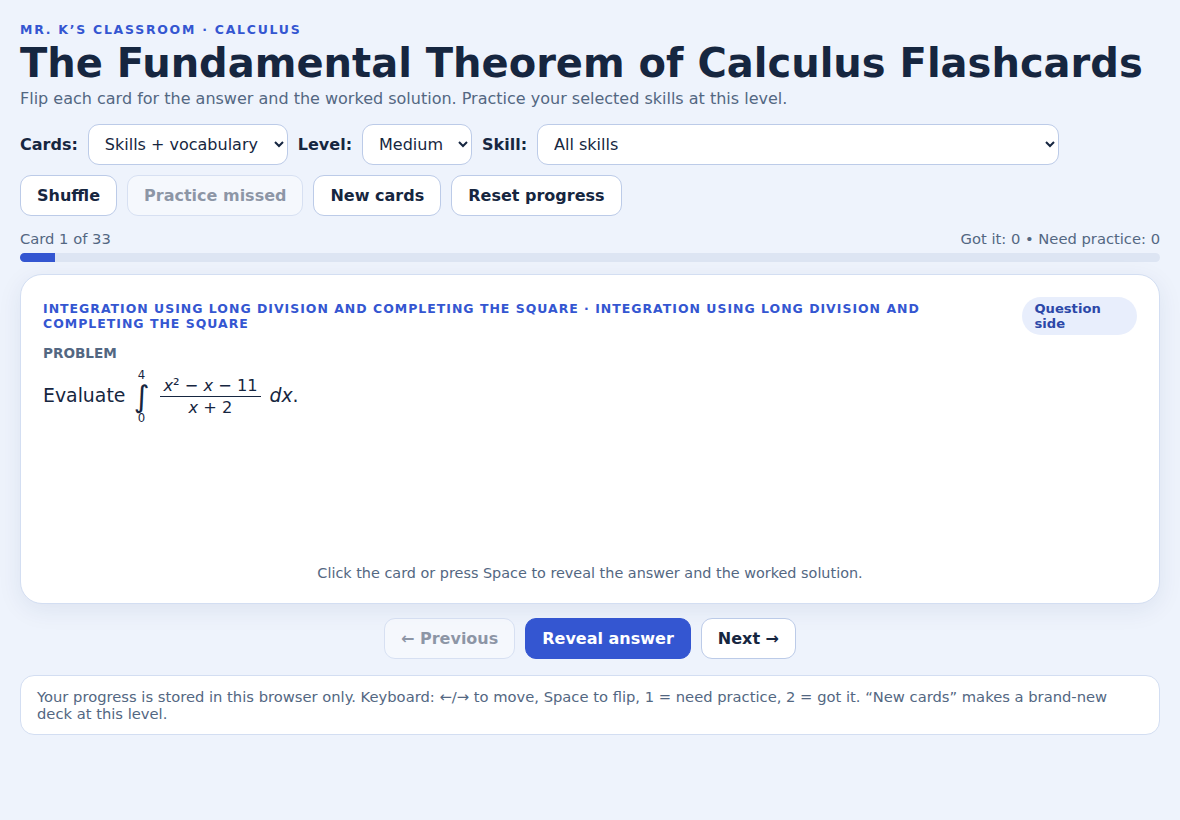 MR. K’S CLASSROOM · CALCULUS
The Fundamental Theorem of Calculus Flashcards
Flip each card for the answer and the worked solution. Practice your selected skills at this level.
Cards: Skills + vocabulary Level: Medium Skill: All skills
Shuffle Practice missed New cards Reset progress
Card 1 of 33 Got it: 0 • Need practice: 0
INTEGRATION USING LONG DIVISION AND COMPLETING THE SQUARE · INTEGRATION USING LONG DIVISION AND
COMPLETING THE SQUARE
Question
side
PROBLEM
Evaluate ∫₀⁴ (x² − x − 11)/(x + 2) dx.
Click the card or press Space to reveal the answer and the worked solution.
← Previous Reveal answer Next →
Your progress is stored in this browser only. Keyboard: ←/→ to move, Space to flip, 1 = need practice, 2 = got it. “New cards” makes a brand-new
deck at this level.